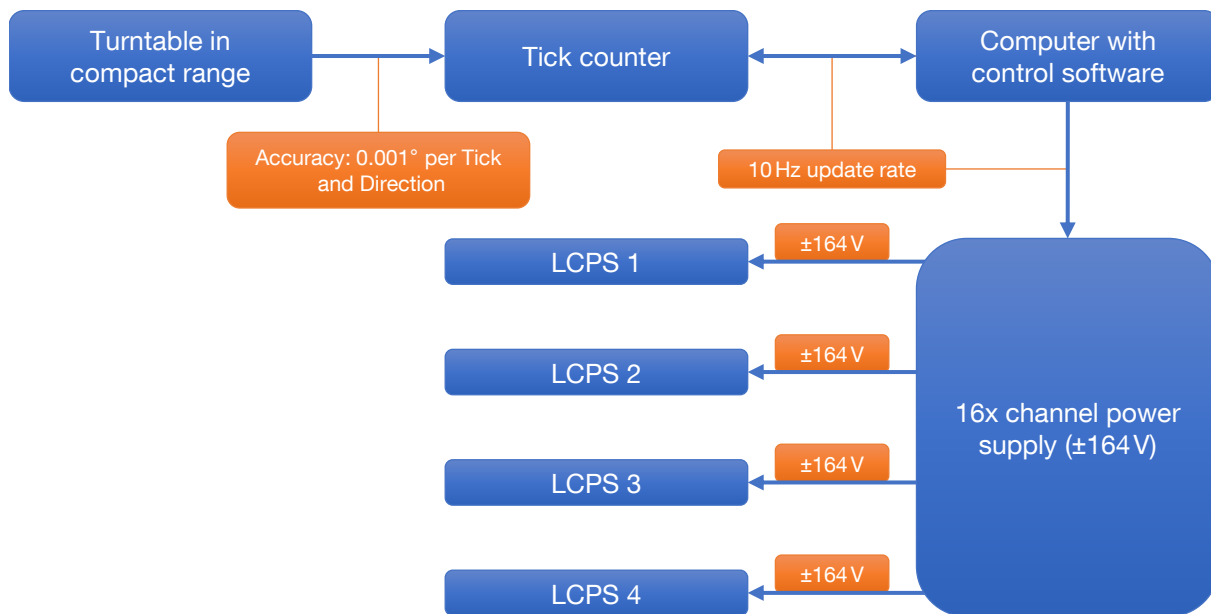 Turntable in
compact range
Tick counter
Computer with
control software
Accuracy: 0.001° per Tick
and Direction
10 Hz update rate
±164 V
LCPS 1
±164 V
LCPS 2
±164 V
LCPS 3
±164 V
LCPS 4
16x channel power
supply (±164 V)